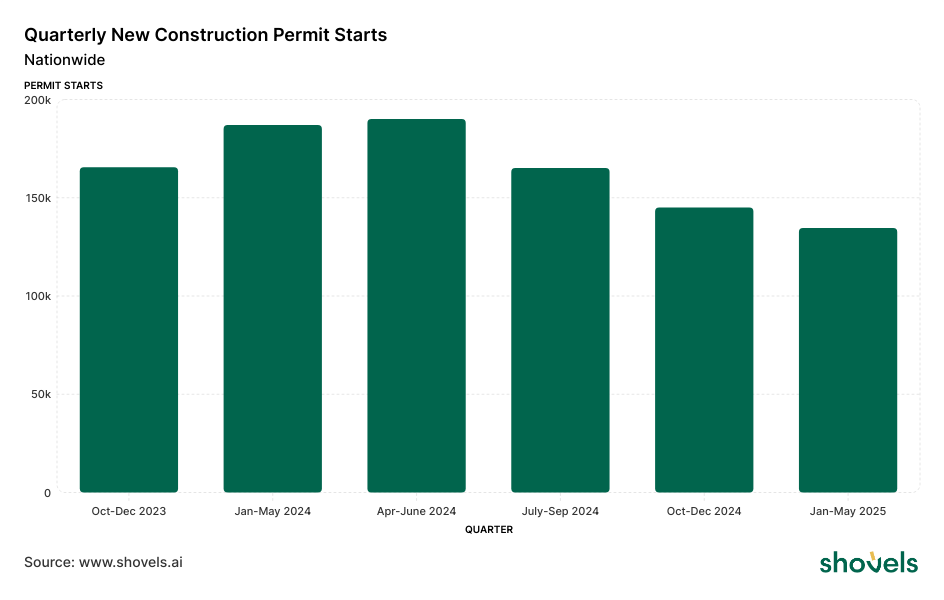 Quarterly New Construction Permit Starts
Nationwide
PERMIT STARTS
200k
150k
100k
50k
0
Oct-Dec 2023 Jan-May 2024 Apr-June 2024 July-Sep 2024 Oct-Dec 2024 Jan-May 2025
QUARTER
Source: www.shovels.ai
shovels